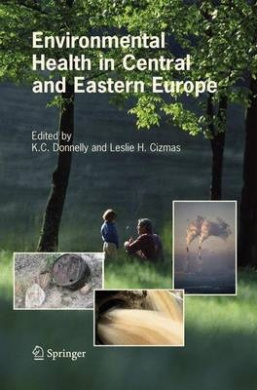 Environmental
Health in Central
and Eastern Europe
Edited by
K.C. Donnelly and Leslie H. Cizmas
Springer